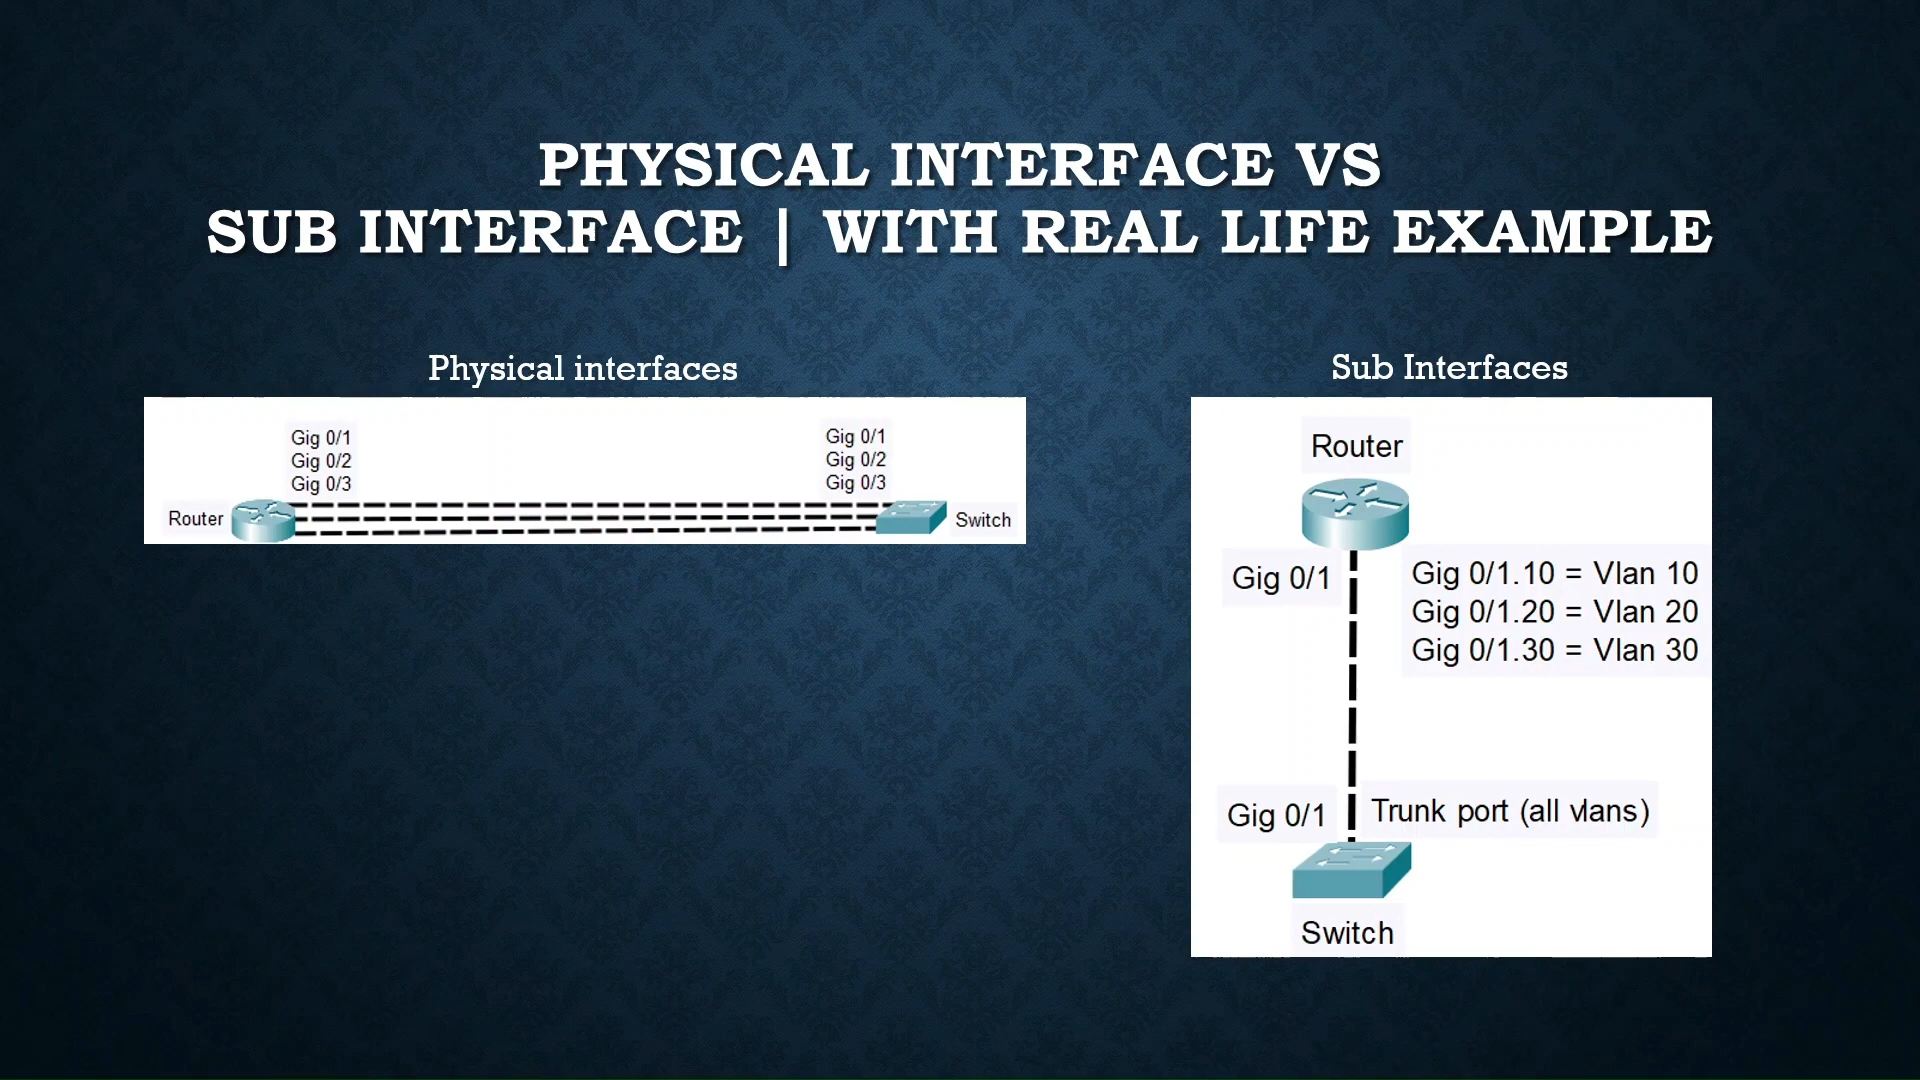 PHYSICAL INTERFACE VS
SUB INTERFACE | WITH REAL LIFE EXAMPLE
Physical interfaces
Gig 0/1
Gig 0/2
Gig 0/3
Gig 0/1
Gig 0/2
Gig 0/3
Router
Switch
Sub Interfaces
Router
Gig 0/1
Gig 0/1.10 = Vlan 10
Gig 0/1.20 = Vlan 20
Gig 0/1.30 = Vlan 30
Gig 0/1
Trunk port (all vlans)
Switch